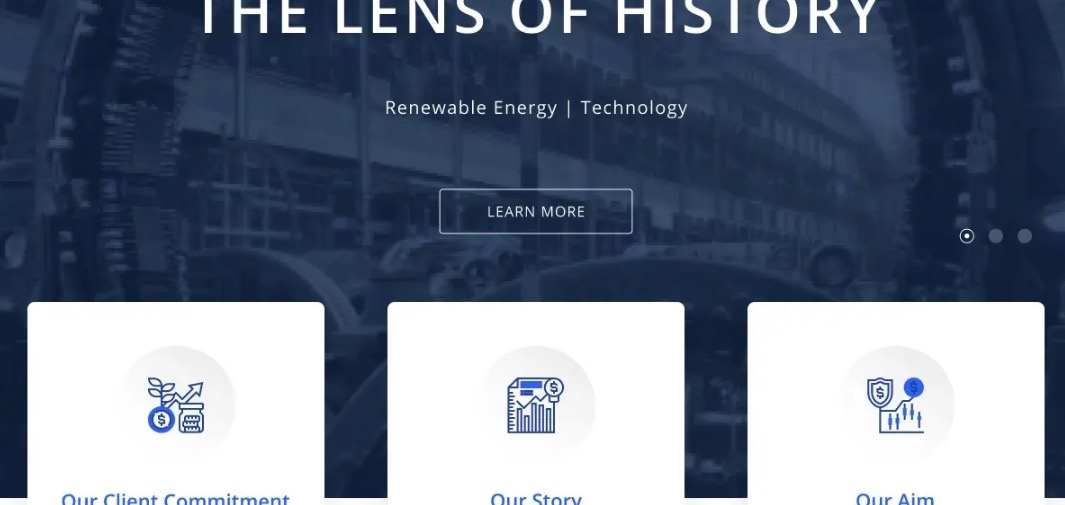 THE LENS OF HISTORY
Renewable Energy | Technology
LEARN MORE
Our Client Commitment
Our Story
Our Aim